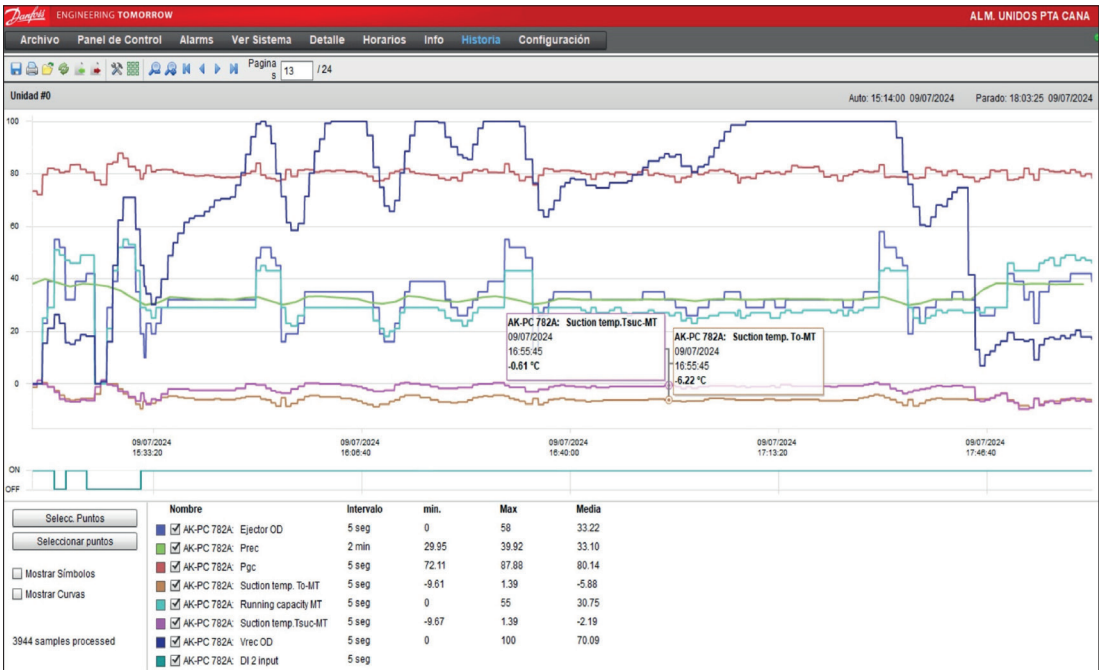 Danfoss ENGINEERING TOMORROW ALM. UNIDOS PTA CANA
Archivo Panel de Control Alarms Ver Sistema Detalle Horarios Info Historia Configuración
Pagina
s 13 /24
Unidad #0 Auto: 15:14:00 09/07/2024 Parado: 18:03:25 09/07/2024
100
80
60
40
20
0
AK-PC 782A: Suction temp.Tsuc-MT
09/07/2024
16:55:45
-0.61 °C
AK-PC 782A: Suction temp. To-MT
09/07/2024
16:55:45
-6.22 °C
09/07/2024 09/07/2024 09/07/2024 09/07/2024 09/07/2024
15:33:20 16:06:40 16:40:00 17:13:20 17:46:40
ON
OFF
Selecc. Puntos
Seleccionar puntos
Mostrar Símbolos
Mostrar Curvas
3944 samples processed
Nombre Intervalo min. Max Media
AK-PC 782A: Ejector OD 5 seg 0 58 33.22
AK-PC 782A: Prec 2 min 29.95 39.92 33.10
AK-PC 782A: Pgc 5 seg 72.11 87.88 80.14
AK-PC 782A: Suction temp. To-MT 5 seg -9.61 1.39 -5.88
AK-PC 782A: Running capacity MT 5 seg 0 55 30.75
AK-PC 782A: Suction temp.Tsuc-MT 5 seg -9.67 1.39 -2.19
AK-PC 782A: Vrec OD 5 seg 0 100 70.09
AK-PC 782A: DI 2 input 5 seg